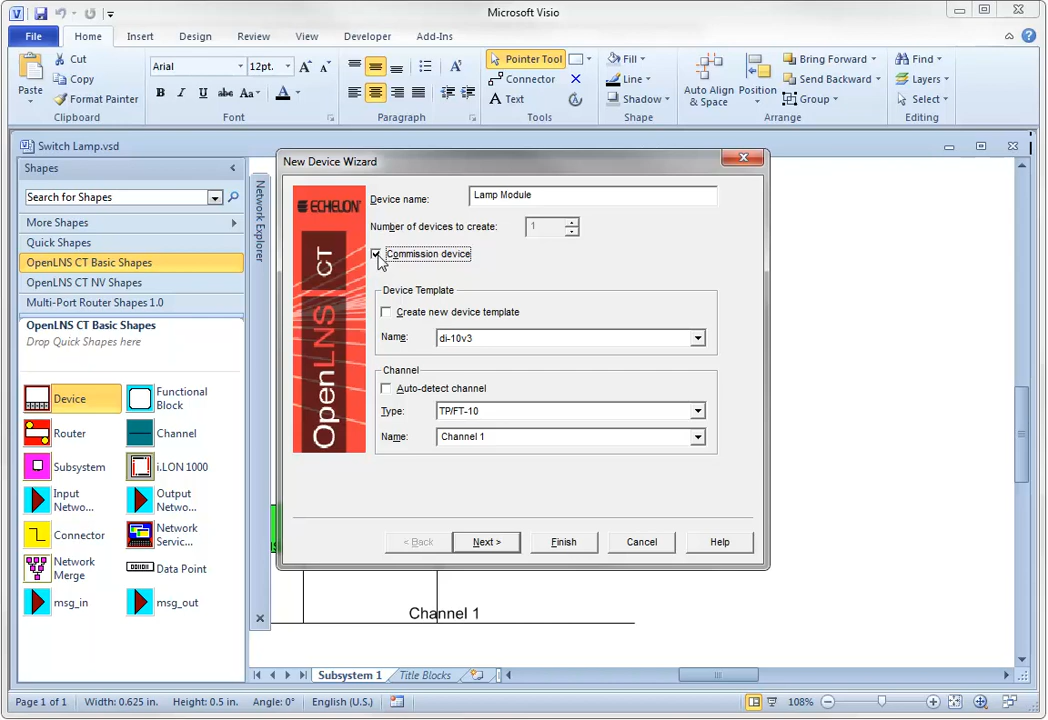 Microsoft Visio
File Home Insert Design Review View Developer Add-Ins
Paste
Cut
Copy
Format Painter
Clipboard
Arial 12pt.
B I U abc Aa A
Font
Paragraph
Pointer Tool
Connector
Text
Tools
Fill
Line
Shadow
Shape
Auto Align & Space
Position
Bring Forward
Send Backward
Group
Arrange
Find
Layers
Select
Editing
Switch Lamp.vsd
Shapes
Search for Shapes
More Shapes
Quick Shapes
OpenLNS CT Basic Shapes
OpenLNS CT NV Shapes
Multi-Port Router Shapes 1.0
OpenLNS CT Basic Shapes
Drop Quick Shapes here
Device
Functional Block
Router
Channel
Subsystem
i.LON 1000
Input Netwo...
Output Netwo...
Connector
Network Servic...
Network Merge
Data Point
msg_in
msg_out
Network Explorer
New Device Wizard
ECHELON
OpenLNS CT
Device name: Lamp Module
Number of devices to create: 1
Commission device
Device Template
Create new device template
Name: di-10v3
Channel
Auto-detect channel
Type: TP/FT-10
Name: Channel 1
< Back Next > Finish Cancel Help
Channel 1
Subsystem 1 Title Blocks
Page 1 of 1 Width: 0.625 in. Height: 0.5 in. Angle: 0° English (U.S.) 108%